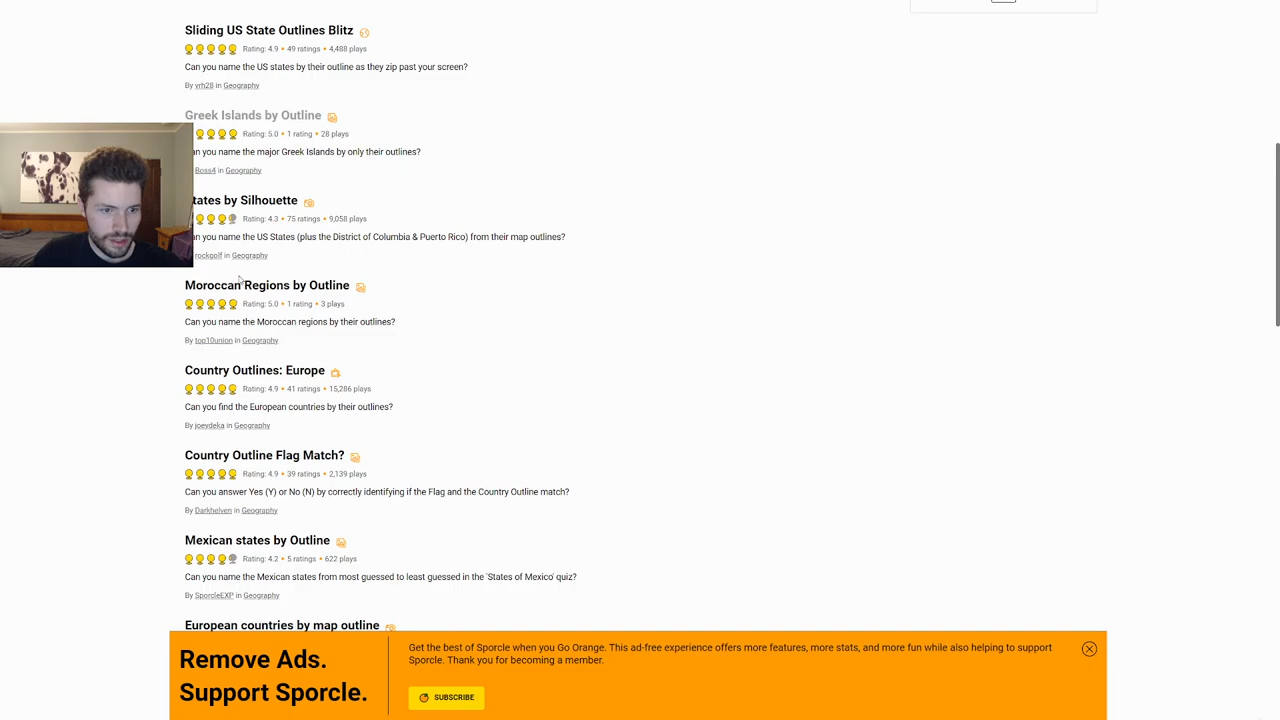 Sliding US State Outlines Blitz
Rating: 4.9 • 49 ratings • 4,488 plays
Can you name the US states by their outline as they zip past your screen?
By vrh28 in Geography
Greek Islands by Outline
Rating: 5.0 • 1 rating • 28 plays
an you name the major Greek Islands by only their outlines?
Boss4 in Geography
tates by Silhouette
Rating: 4.3 • 75 ratings • 9,058 plays
an you name the US States (plus the District of Columbia & Puerto Rico) from their map outlines?
rockgolf in Geography
Moroccan Regions by Outline
Rating: 5.0 • 1 rating • 3 plays
Can you name the Moroccan regions by their outlines?
By top10union in Geography
Country Outlines: Europe
Rating: 4.9 • 41 ratings • 15,286 plays
Can you find the European countries by their outlines?
By joeydeka in Geography
Country Outline Flag Match?
Rating: 4.9 • 39 ratings • 2,139 plays
Can you answer Yes (Y) or No (N) by correctly identifying if the Flag and the Country Outline match?
By Darkhelven in Geography
Mexican states by Outline
Rating: 4.2 • 5 ratings • 622 plays
Can you name the Mexican states from most guessed to least guessed in the 'States of Mexico' quiz?
By SporcleEXP in Geography
European countries by map outline
Remove Ads.
Support Sporcle.
Get the best of Sporcle when you Go Orange. This ad-free experience offers more features, more stats, and more fun while also helping to support
Sporcle. Thank you for becoming a member.
SUBSCRIBE